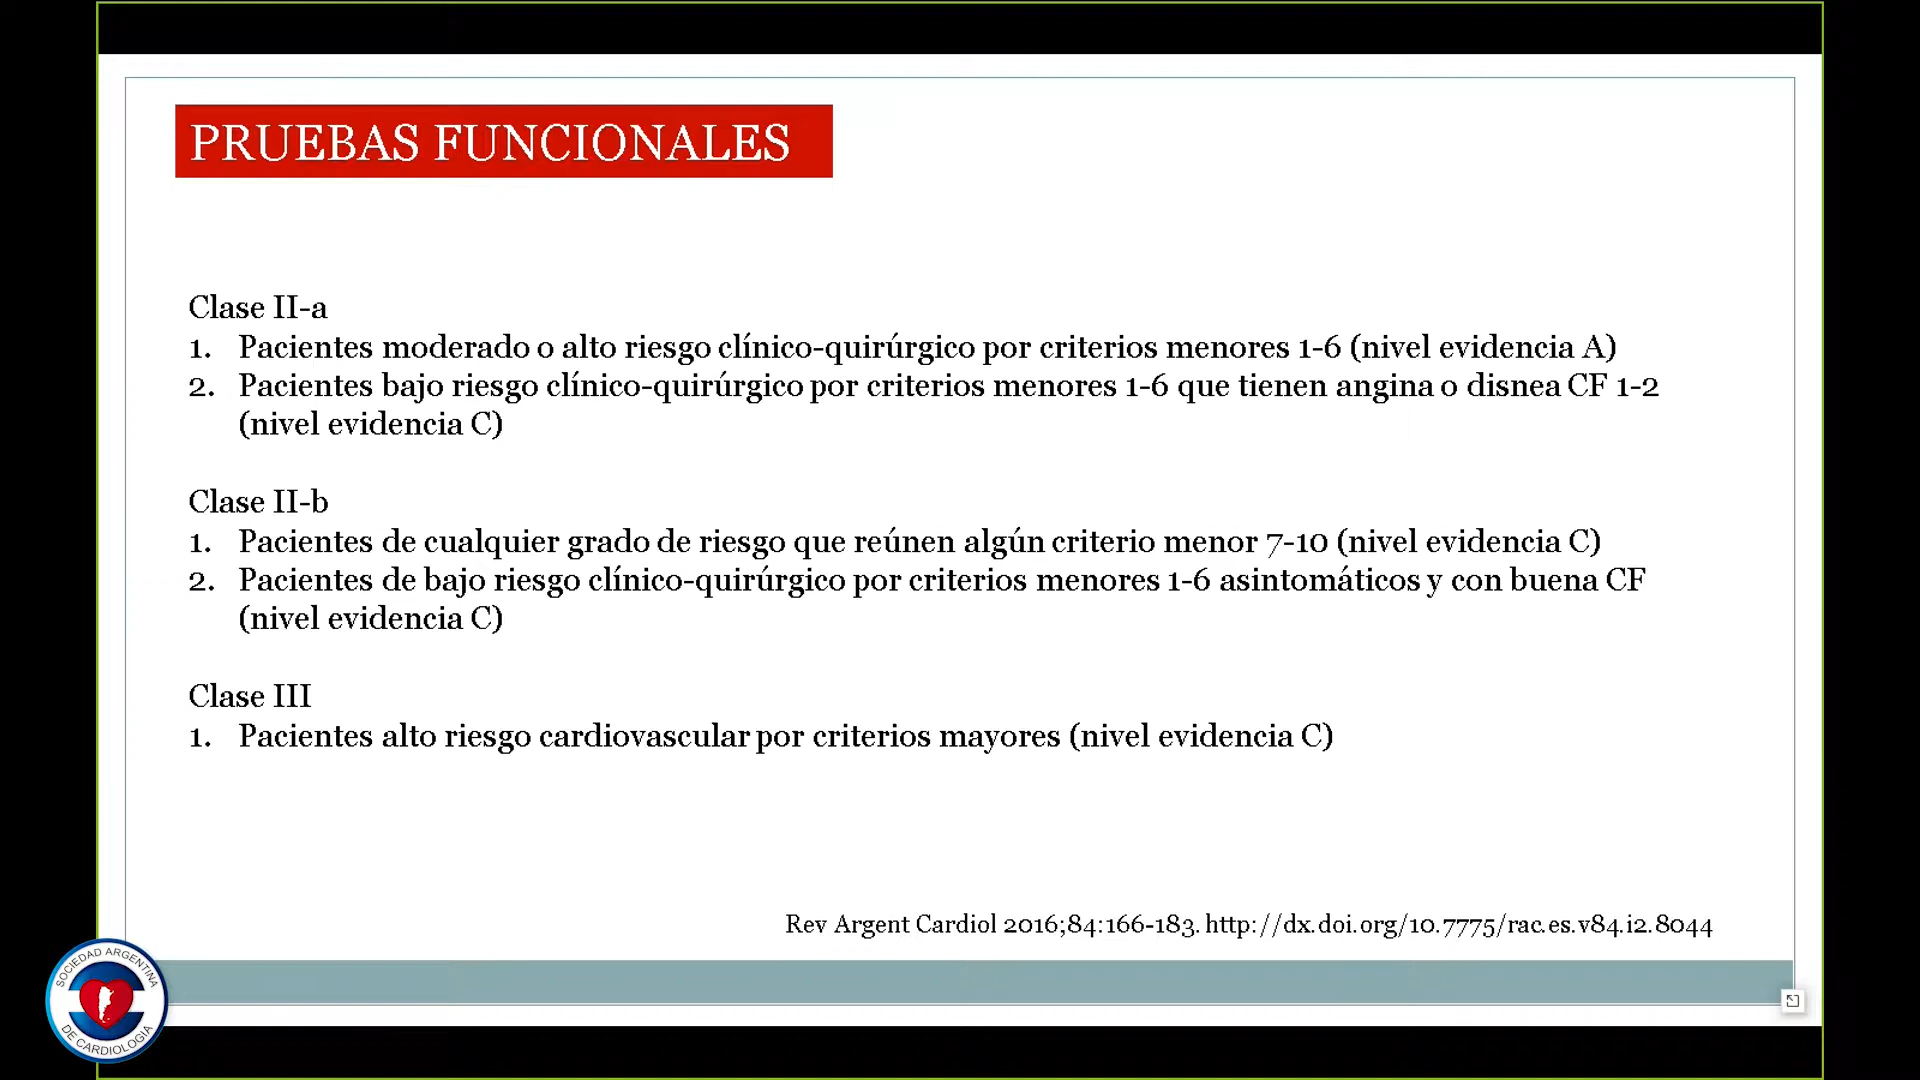 PRUEBAS FUNCIONALES
Clase II-a
1. Pacientes moderado o alto riesgo clínico-quirúrgico por criterios menores 1-6 (nivel evidencia A)
2. Pacientes bajo riesgo clínico-quirúrgico por criterios menores 1-6 que tienen angina o disnea CF 1-2
(nivel evidencia C)
Clase II-b
1. Pacientes de cualquier grado de riesgo que reúnen algún criterio menor 7-10 (nivel evidencia C)
2. Pacientes de bajo riesgo clínico-quirúrgico por criterios menores 1-6 asintomáticos y con buena CF
(nivel evidencia C)
Clase III
1. Pacientes alto riesgo cardiovascular por criterios mayores (nivel evidencia C)
Rev Argent Cardiol 2016;84:166-183. http://dx.doi.org/10.7775/rac.es.v84.i2.8044
SOCIEDAD ARGENTINA
DE CARDIOLOGIA